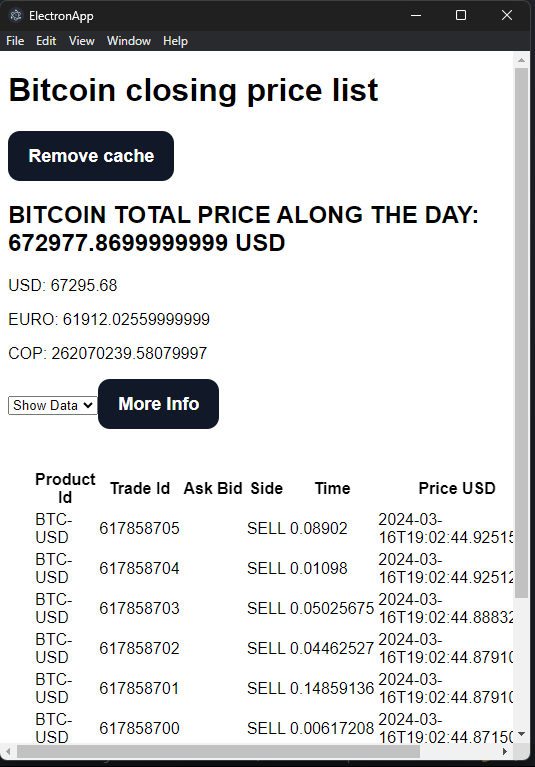 ElectronApp
File Edit View Window Help
Bitcoin closing price list
Remove cache
BITCOIN TOTAL PRICE ALONG THE DAY:
672977.8699999999 USD
USD: 67295.68
EURO: 61912.02559999999
COP: 262070239.58079997
Show Data More Info
Product Id Trade Id Ask Bid Side Time Price USD
BTC-USD 617858705 SELL 0.08902 2024-03-16T19:02:44.92515
BTC-USD 617858704 SELL 0.01098 2024-03-16T19:02:44.92512
BTC-USD 617858703 SELL 0.05025675 2024-03-16T19:02:44.88832
BTC-USD 617858702 SELL 0.04462527 2024-03-16T19:02:44.87910
BTC-USD 617858701 SELL 0.14859136 2024-03-16T19:02:44.87910
BTC-USD 617858700 SELL 0.00617208 2024-03-16T19:02:44.87150